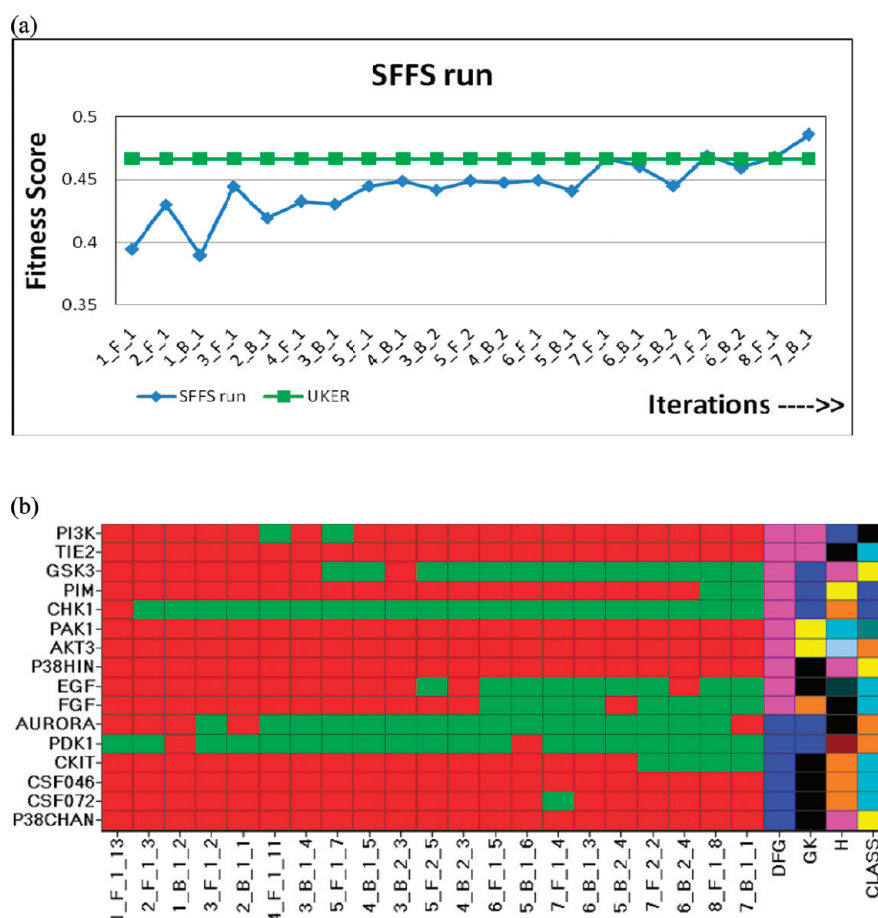 (a)
SFFS run
0.5
0.45
0.4
0.35
Fitness Score
1_F_1
2_F_1
1_B_1
3_F_1
2_B_1
4_F_1
3_B_1
5_F_1
4_B_1
3_B_2
5_F_2
4_B_2
6_F_1
5_B_1
7_F_1
6_B_1
5_B_2
7_F_2
6_B_2
8_F_1
7_B_1
SFFS run
UKER
Iterations ---->>
(b)
PI3K
TIE2
GSK3
PIM
CHK1
PAK1
AKT3
P38HIN
EGF
FGF
AURORA
PDK1
CKIT
CSF046
CSF072
P38CHAN
1_F_1_13
2_F_1_3
1_B_1_2
3_F_1_2
2_B_1_1
4_F_1_11
3_B_1_4
5_F_1_7
4_B_1_5
3_B_2_3
5_F_2_5
4_B_2_3
6_F_1_5
5_B_1_6
7_F_1_4
6_B_1_3
5_B_2_4
7_F_2_2
6_B_2_4
8_F_1_8
7_B_1_1
DFG
GK
H
CLASS